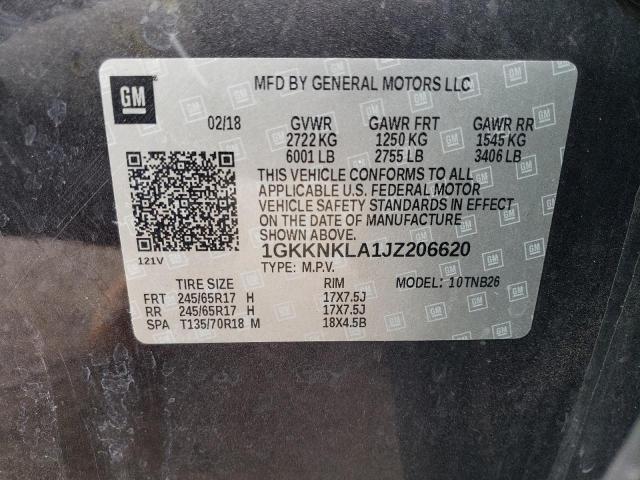 GM
MFD BY GENERAL MOTORS LLC
02/18 GVWR GAWR FRT GAWR RR
2722 KG 1250 KG 1545 KG
6001 LB 2755 LB 3406 LB
THIS VEHICLE CONFORMS TO ALL
APPLICABLE U.S. FEDERAL MOTOR
VEHICLE SAFETY STANDARDS IN EFFECT
ON THE DATE OF MANUFACTURE
SHOWN ABOVE.
1GKKNKLA1JZ206620
121V TYPE: M.P.V.
TIRE SIZE RIM MODEL: 10TNB26
FRT 245/65R17 H 17X7.5J
RR 245/65R17 H 17X7.5J
SPA T135/70R18 M 18X4.5B